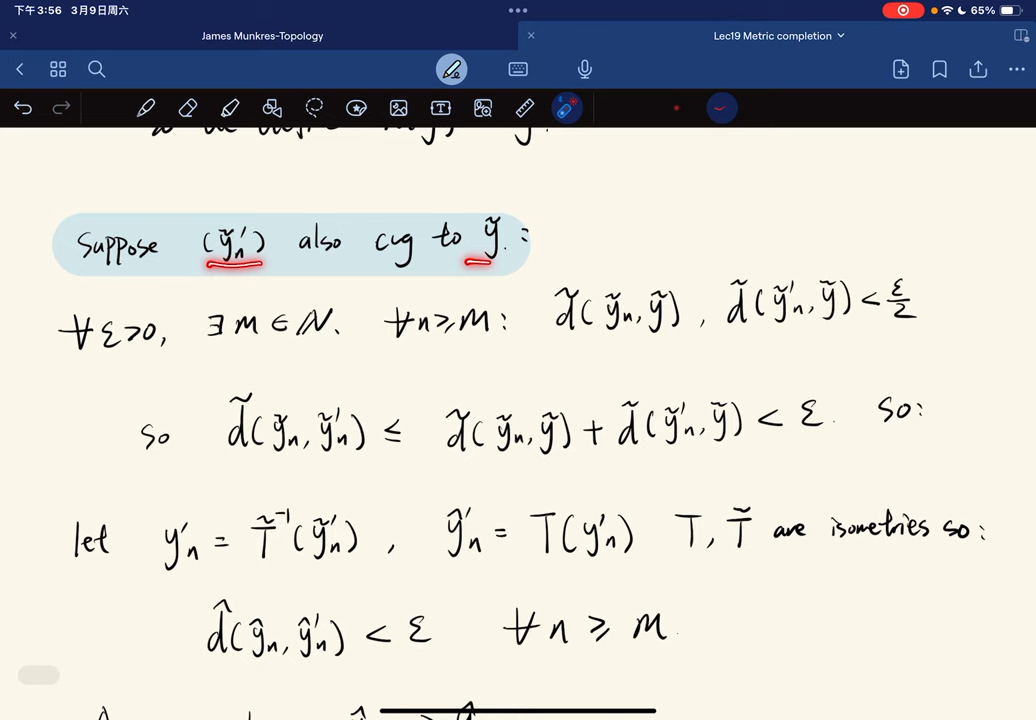 下午3:56 3月9日周六
65%
James Munkres-Topology
Lec19 Metric completion
Suppose (ỹₙ′) also cvg to ỹ. :
∀ε>0, ∃m∈ℕ. ∀n≥m: d̃(ỹₙ, ỹ), d̃(ỹₙ′, ỹ) < ε/2
so d̃(ỹₙ, ỹₙ′) ≤ d̃(ỹₙ, ỹ) + d̃(ỹₙ′, ỹ) < ε. so:
let yₙ′ = T̃⁻¹(ỹₙ′), ŷₙ′ = T(yₙ′) T, T̃ are isometries so:
d̂(ŷₙ, ŷₙ′) < ε ∀n ≥ m.